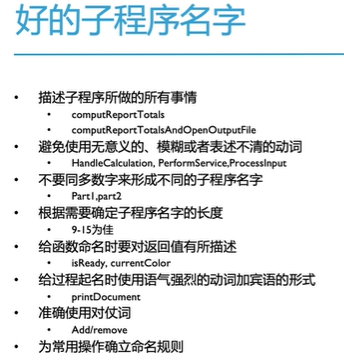 好的子程序名字
• 描述子程序所做的所有事情
• computReportTotals
• computReportTotalsAndOpenOutputFile
• 避免使用无意义的、模糊或者表述不清的动词
• HandleCalculation, PerformService,ProcessInput
• 不要同多数字来形成不同的子程序名字
• Part1,part2
• 根据需要确定子程序名字的长度
• 9-15为佳
• 给函数命名时要对返回值有所描述
• isReady, currentColor
• 给过程起名时使用语气强烈的动词加宾语的形式
• printDocument
• 准确使用对仗词
• Add/remove
• 为常用操作确立命名规则